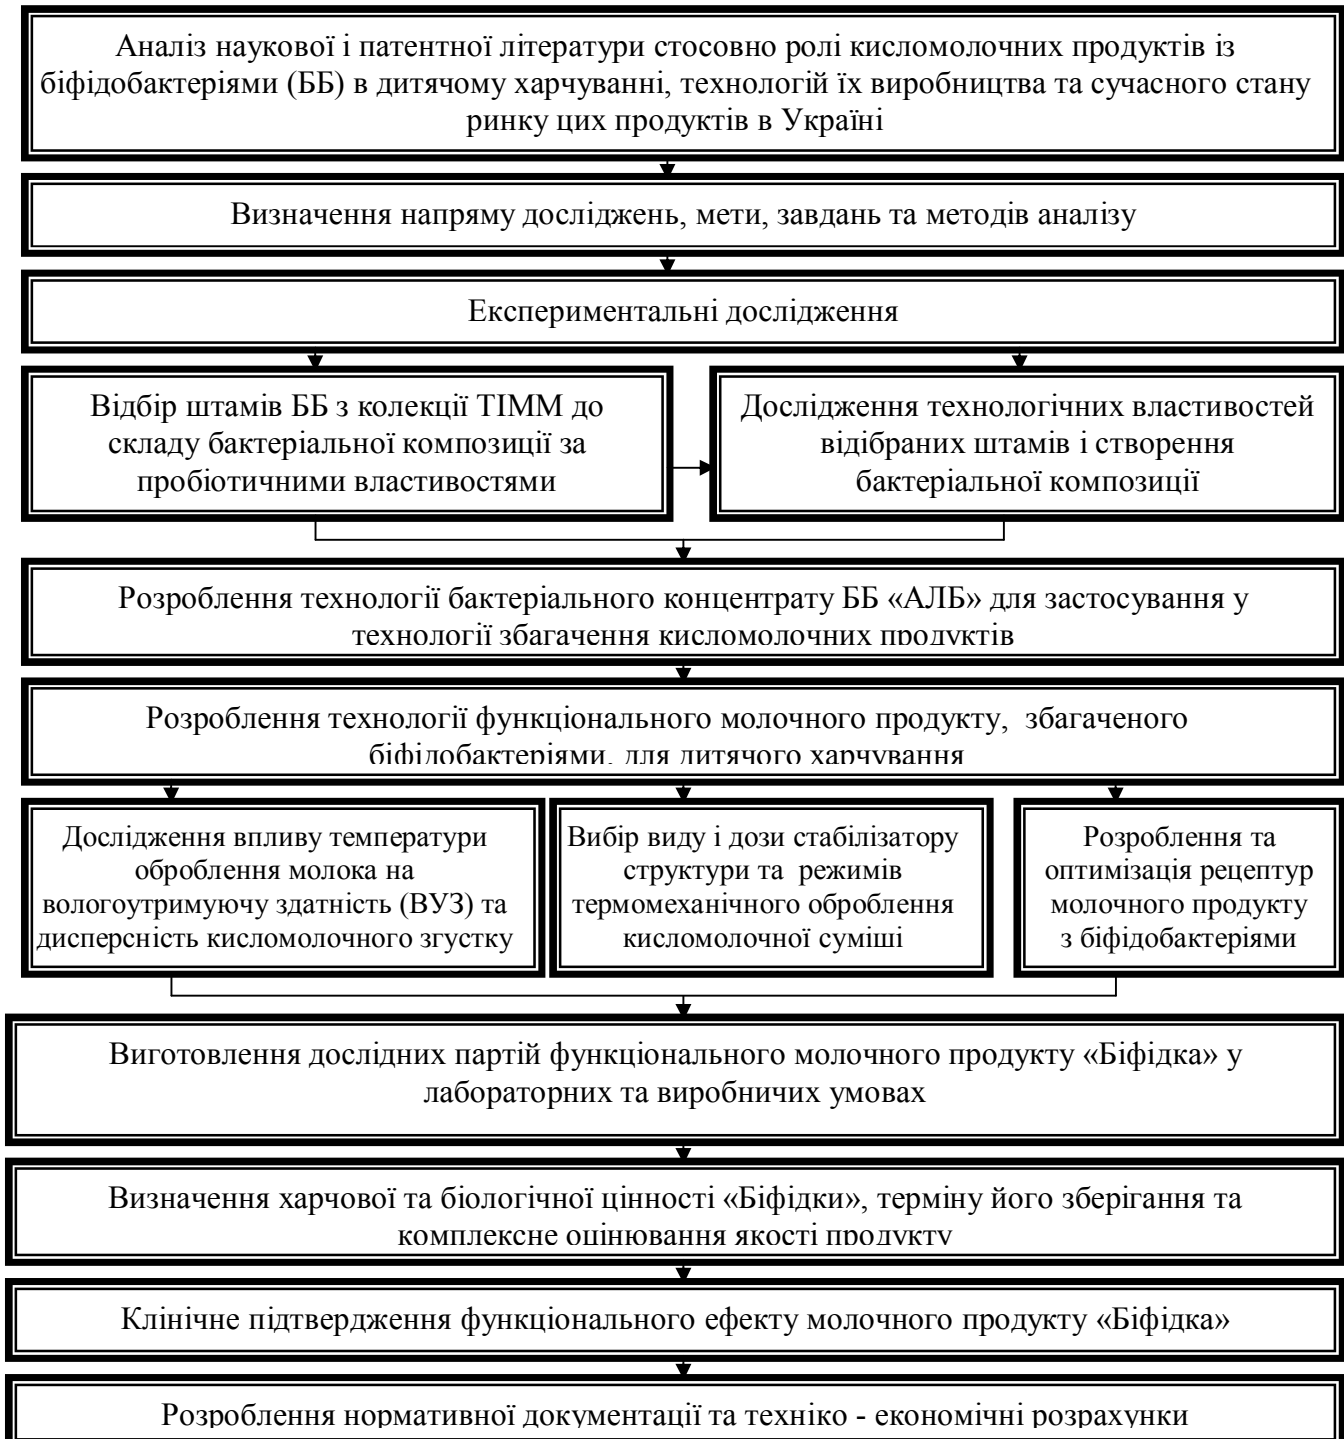 Аналіз наукової і патентної літератури стосовно ролі кисломолочних продуктів із
біфідобактеріями (ББ) в дитячому харчуванні, технологій їх виробництва та сучасного стану
ринку цих продуктів в Україні
Визначення напряму досліджень, мети, завдань та методів аналізу
Експериментальні дослідження
Відбір штамів ББ з колекції ТІММ до
складу бактеріальної композиції за
пробіотичними властивостями
Дослідження технологічних властивостей
відібраних штамів і створення
бактеріальної композиції
Розроблення технології бактеріального концентрату ББ «АЛБ» для застосування у
технології збагачення кисломолочних продуктів
Розроблення технології функціонального молочного продукту, збагаченого
біфідобактеріями, для дитячого харчування
Дослідження впливу температури
оброблення молока на
вологоутримуючу здатність (ВУЗ) та
дисперсність кисломолочного згустку
Вибір виду і дози стабілізатору
структури та режимів
термомеханічного оброблення
кисломолочної суміші
Розроблення та
оптимізація рецептур
молочного продукту
з біфідобактеріями
Виготовлення дослідних партій функціонального молочного продукту «Біфідка» у
лабораторних та виробничих умовах
Визначення харчової та біологічної цінності «Біфідки», терміну його зберігання та
комплексне оцінювання якості продукту
Клінічне підтвердження функціонального ефекту молочного продукту «Біфідка»
Розроблення нормативної документації та техніко - економічні розрахунки